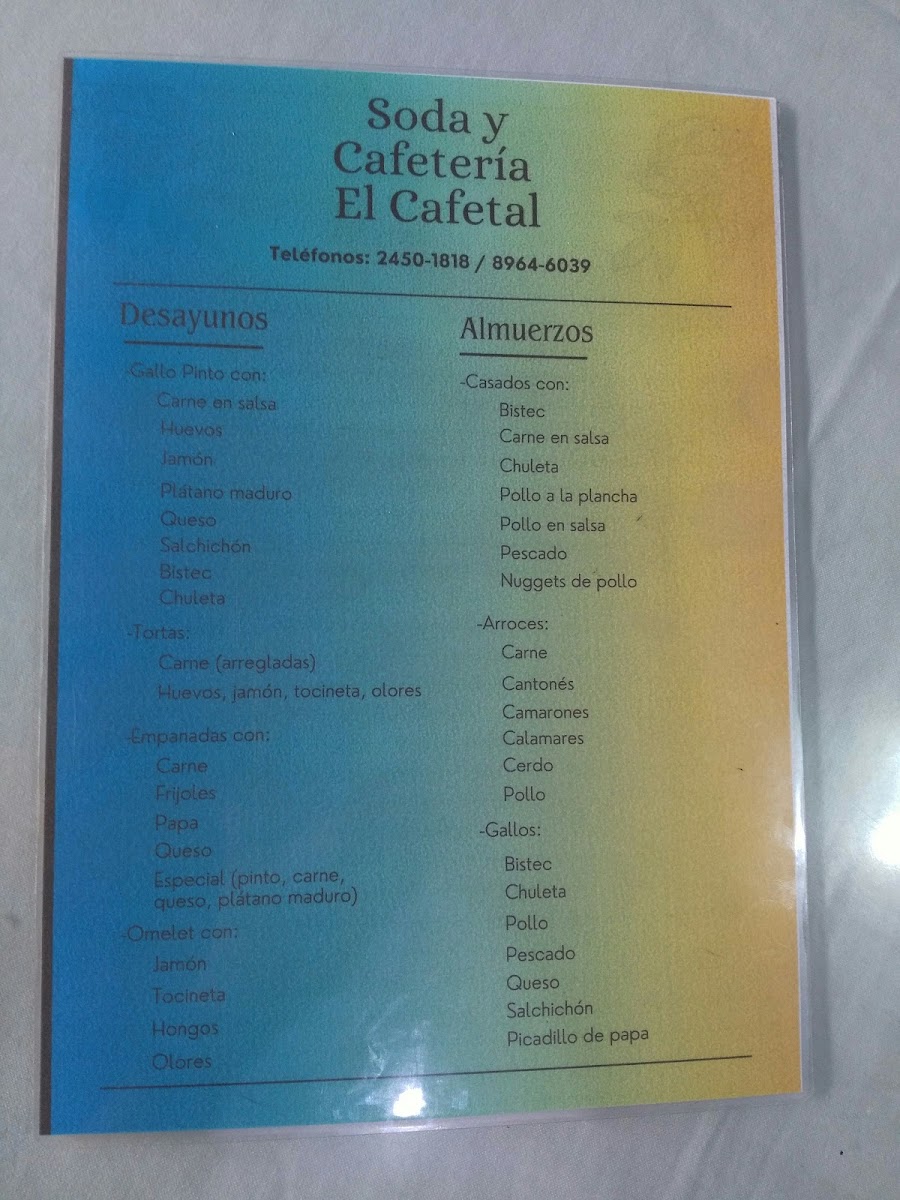 Soda y
Cafetería
El Cafetal
Teléfonos: 2450-1818 / 8964-6039
Desayunos
-Gallo Pinto con:
Carne en salsa
Huevos
Jamón
Plátano maduro
Queso
Salchichón
Bistec
Chuleta
-Tortas:
Carne (arregladas)
Huevos, jamón, tocineta, olores
-Empanadas con:
Carne
Frijoles
Papa
Queso
Especial (pinto, carne,
queso, plátano maduro)
-Omelet con:
Jamón
Tocineta
Hongos
Olores
Almuerzos
-Casados con:
Bistec
Carne en salsa
Chuleta
Pollo a la plancha
Pollo en salsa
Pescado
Nuggets de pollo
-Arroces:
Carne
Cantonés
Camarones
Calamares
Cerdo
Pollo
-Gallos:
Bistec
Chuleta
Pollo
Pescado
Queso
Salchichón
Picadillo de papa